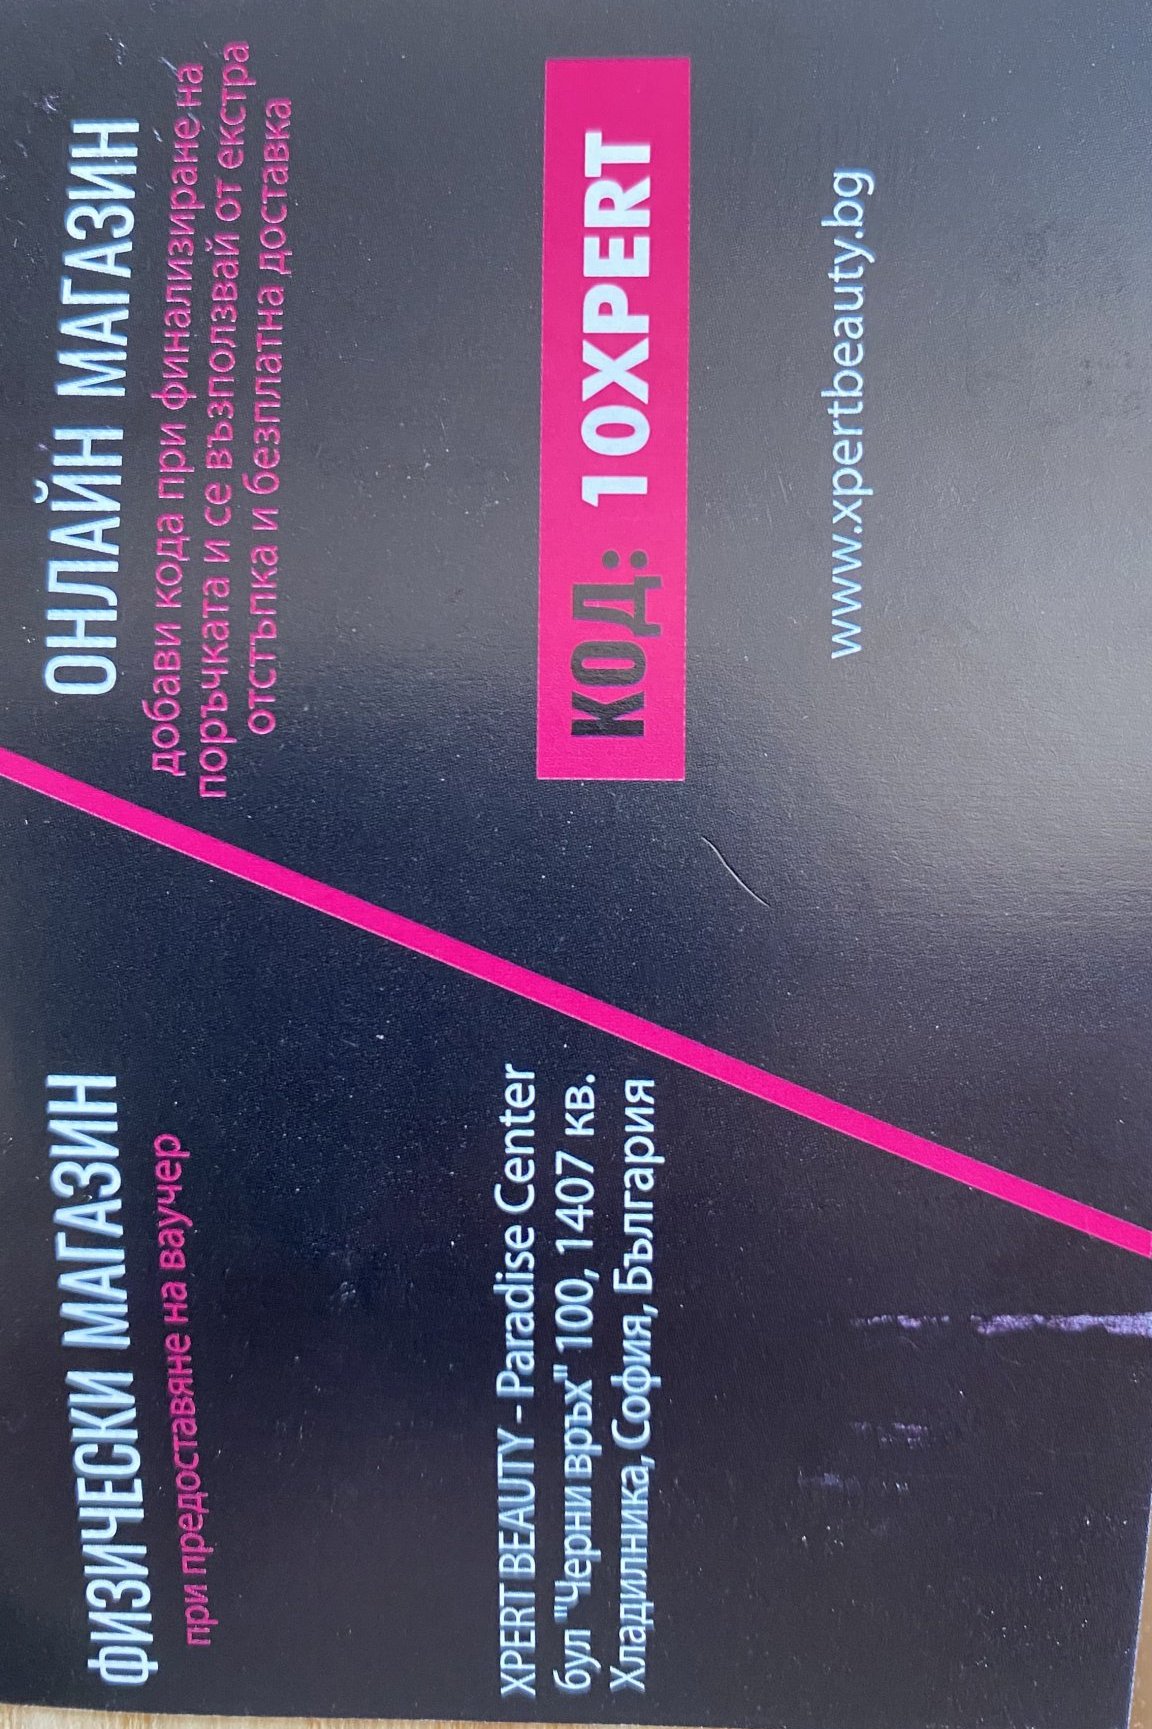 ФИЗИЧЕСКИ МАГАЗИН
при предоставяне на ваучер
XPERT BEAUTY - Paradise Center
бул "Черни връх" 100, 1407 кв.
Хладилника, София, България
ОНЛАЙН МАГАЗИН
добави кода при финализиране на
поръчката и се възползвай от екстра
отстъпка и безплатна доставка
КОД: 10XPERT
www.xpertbeauty.bg